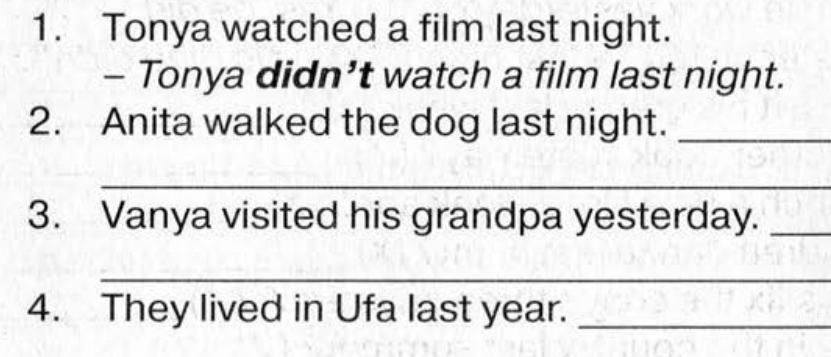 1. Tonya watched a film last night.
– Tonya didn't watch a film last night.
2. Anita walked the dog last night.
3. Vanya visited his grandpa yesterday.
4. They lived in Ufa last year.